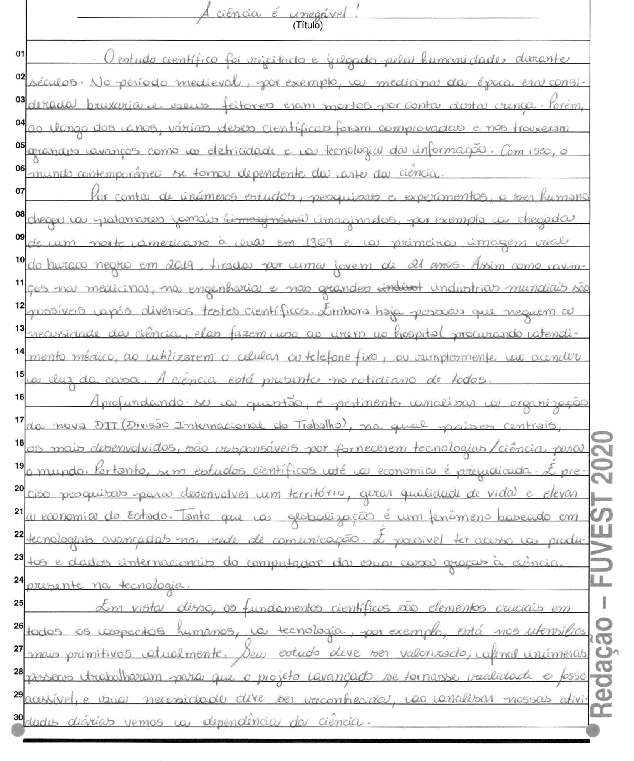 A ciência é inegável!
(Título)
01 O estudo científico foi rejeitado e julgado pelas humanidades durante
02 séculos. No período medieval, por exemplo, a medicina da época era consi-
03 derada bruxaria e seus feitores eram mortos por conta desta crença. Porém,
04 ao longo dos anos, várias teses científicas foram comprovadas e nos trouxeram
05 grandes avanços como a eletricidade e a tecnologia da informação. Com isso, o
06 mundo contemporâneo se torna dependente da arte da ciência.
07 Por conta de inúmeros estudos, pesquisas e experimentos, o ser humano
08 chega a patamares jamais imaginados, por exemplo a chegada
09 de um norte americano à lua em 1969 e a primeira imagem real
10 do buraco negro em 2019, tirada por uma jovem de 21 anos. Assim como avan-
11 ços na medicina, na engenharia e nas grandes indústrias mundiais são
12 possíveis após diversos testes científicos. Embora haja pessoas que neguem a
13 necessidade da ciência, elas fazem uso ao irem ao hospital procurando atendi-
14 mento médico, ao utilizarem o celular ou telefone fixo, ou simplesmente ao acender
15 a luz da casa. A ciência está presente no cotidiano de todos.
16 Aprofundando-se a questão, é pertinente analisar a organização
17 da nova DIT (Divisão Internacional do Trabalho), na qual países centrais,
18 os mais desenvolvidos, são responsáveis por fornecerem tecnologias/ciência para
19 o mundo. Portanto, sem estudos científicos até a economia é prejudicada. É pre-
20 ciso pesquisas para desenvolver um território, gerar qualidade de vida e elevar
21 a economia do Estado. Tanto que a globalização é um fenômeno baseado em
22 tecnologias avançadas na rede de comunicação. É possível ter acesso a produ-
23 tos e dados internacionais do computador da sua casa graças à ciência
24 presente na tecnologia.
25 Em vista disso, os fundamentos científicos são elementos cruciais em
26 todos os aspectos humanos, a tecnologia, por exemplo, está nos utensílios
27 mais primitivos atualmente. Seu estudo deve ser valorizado, afinal inúmeras
28 pessoas trabalharam para que o projeto avançado se tornasse realidade e fosse
29 acessível, e sua necessidade deve ser reconhecida, ao analisar nossas ativi-
30 dades diárias vemos a dependência da ciência.
Redação – FUVEST 2020